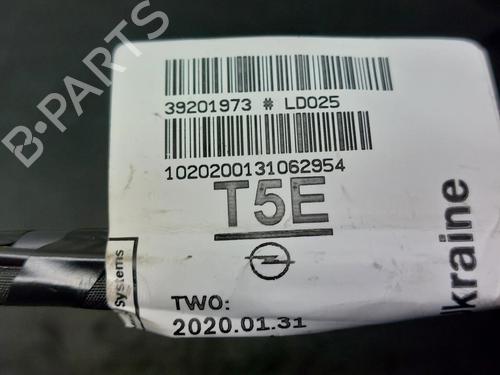 B-PARTS
39201973 # LD025
1020200131062954
T5E
systems
TWO:
2020.01.31
kraine